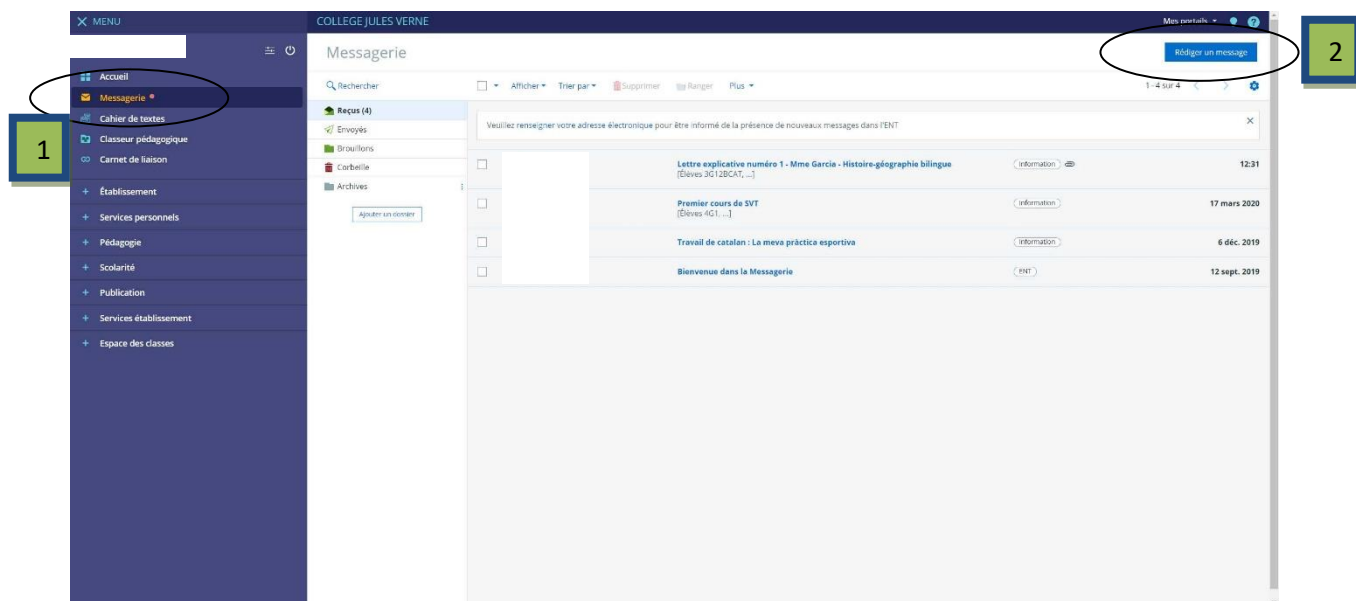 MENU
COLLEGE JULES VERNE
Mes portails
?
Messagerie
Rédiger un message
2
Accueil
Messagerie
Cahier de textes
Classeur pédagogique
Carnet de liaison
1
+ Établissement
+ Services personnels
+ Pédagogie
+ Scolarité
+ Publication
+ Services établissement
+ Espace des classes
Rechercher
Reçus (4)
Envoyés
Brouillons
Corbeille
Archives
Ajouter un dossier
Afficher Trier par Supprimer Ranger Plus
1-4 sur 4
Veuillez renseigner votre adresse électronique pour être informé de la présence de nouveaux messages dans l'ENT
Lettre explicative numéro 1 - Mme Garcia - Histoire-géographie bilingue Information 12:31
[Élèves 3G12BCAT, ...]
Premier cours de SVT Information 17 mars 2020
[Élèves 4G1, ...]
Travail de catalan : La meva pràctica esportiva Information 6 déc. 2019
Bienvenue dans la Messagerie ENT 12 sept. 2019